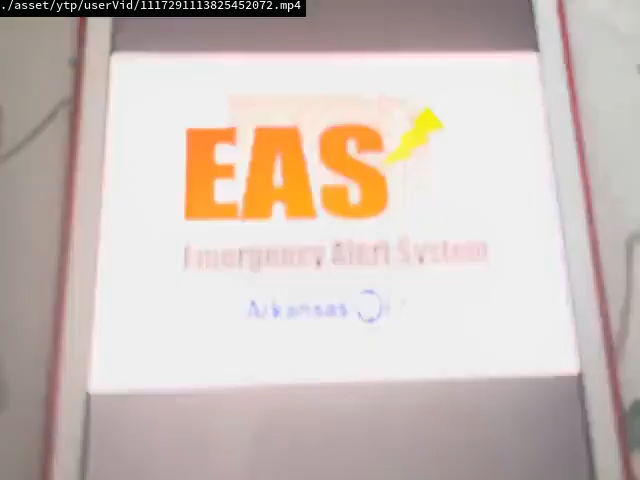 ./asset/ytp/userVid/1117291113825452072.mp4
EAS
Emergency Alert System
Arkansas